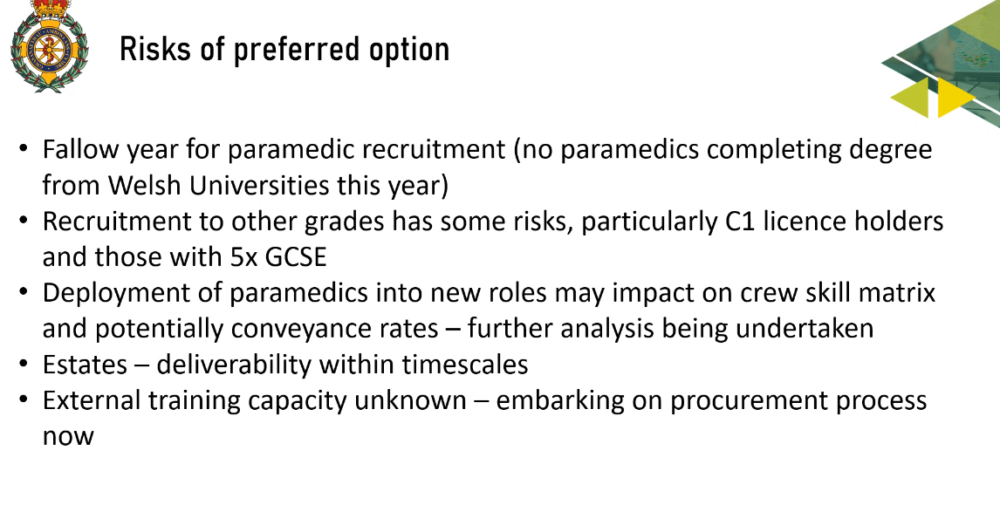 Risks of preferred option
• Fallow year for paramedic recruitment (no paramedics completing degree
from Welsh Universities this year)
• Recruitment to other grades has some risks, particularly C1 licence holders
and those with 5x GCSE
• Deployment of paramedics into new roles may impact on crew skill matrix
and potentially conveyance rates – further analysis being undertaken
• Estates – deliverability within timescales
• External training capacity unknown – embarking on procurement process
now